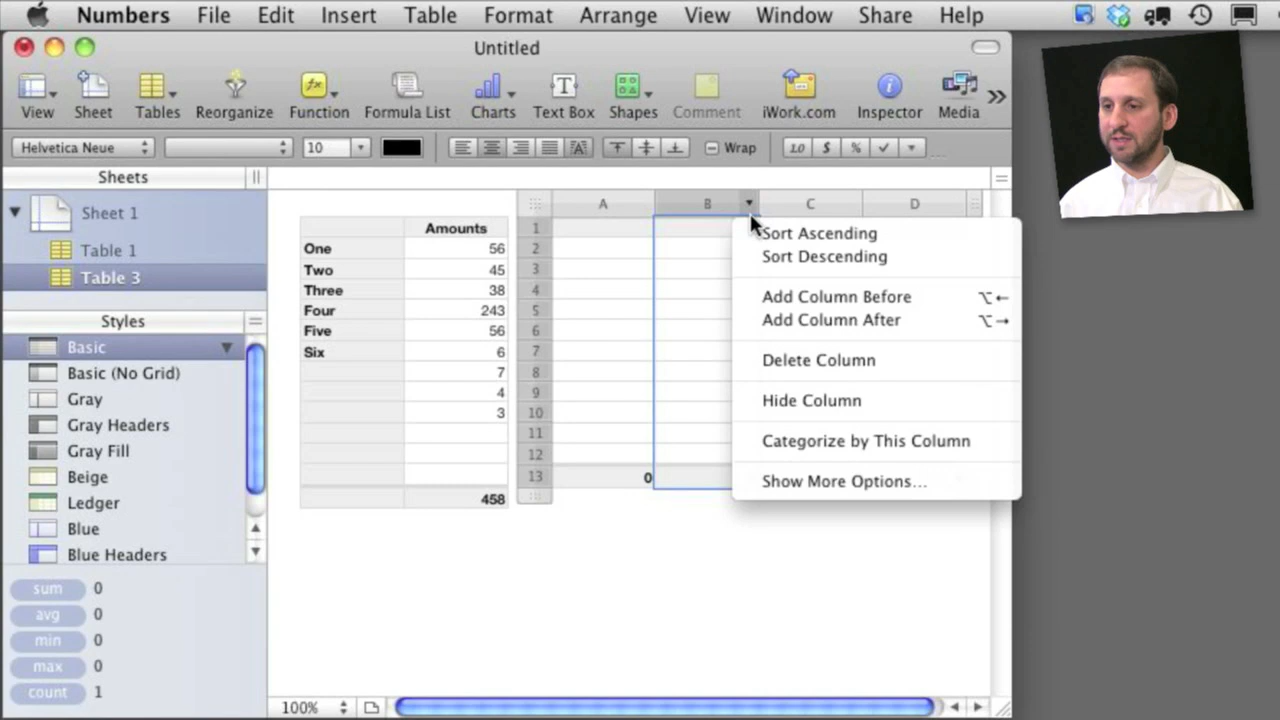 Numbers File Edit Insert Table Format Arrange View Window Share Help
Untitled
View Sheet Tables Reorganize Function Formula List Charts Text Box Shapes Comment iWork.com Inspector Media
Helvetica Neue 10 Wrap 1.0 $ %
Sheets
Sheet 1
Table 1
Table 3
Styles
Basic
Basic (No Grid)
Gray
Gray Headers
Gray Fill
Beige
Ledger
Blue
Blue Headers
sum 0
avg 0
min 0
max 0
count 1
Amounts
One 56
Two 45
Three 38
Four 243
Five 56
Six 6
7
4
3
458
A B C D
1
2
3
4
5
6
7
8
9
10
11
12
13 0
Sort Ascending
Sort Descending
Add Column Before ⌥←
Add Column After ⌥→
Delete Column
Hide Column
Categorize by This Column
Show More Options...
100%